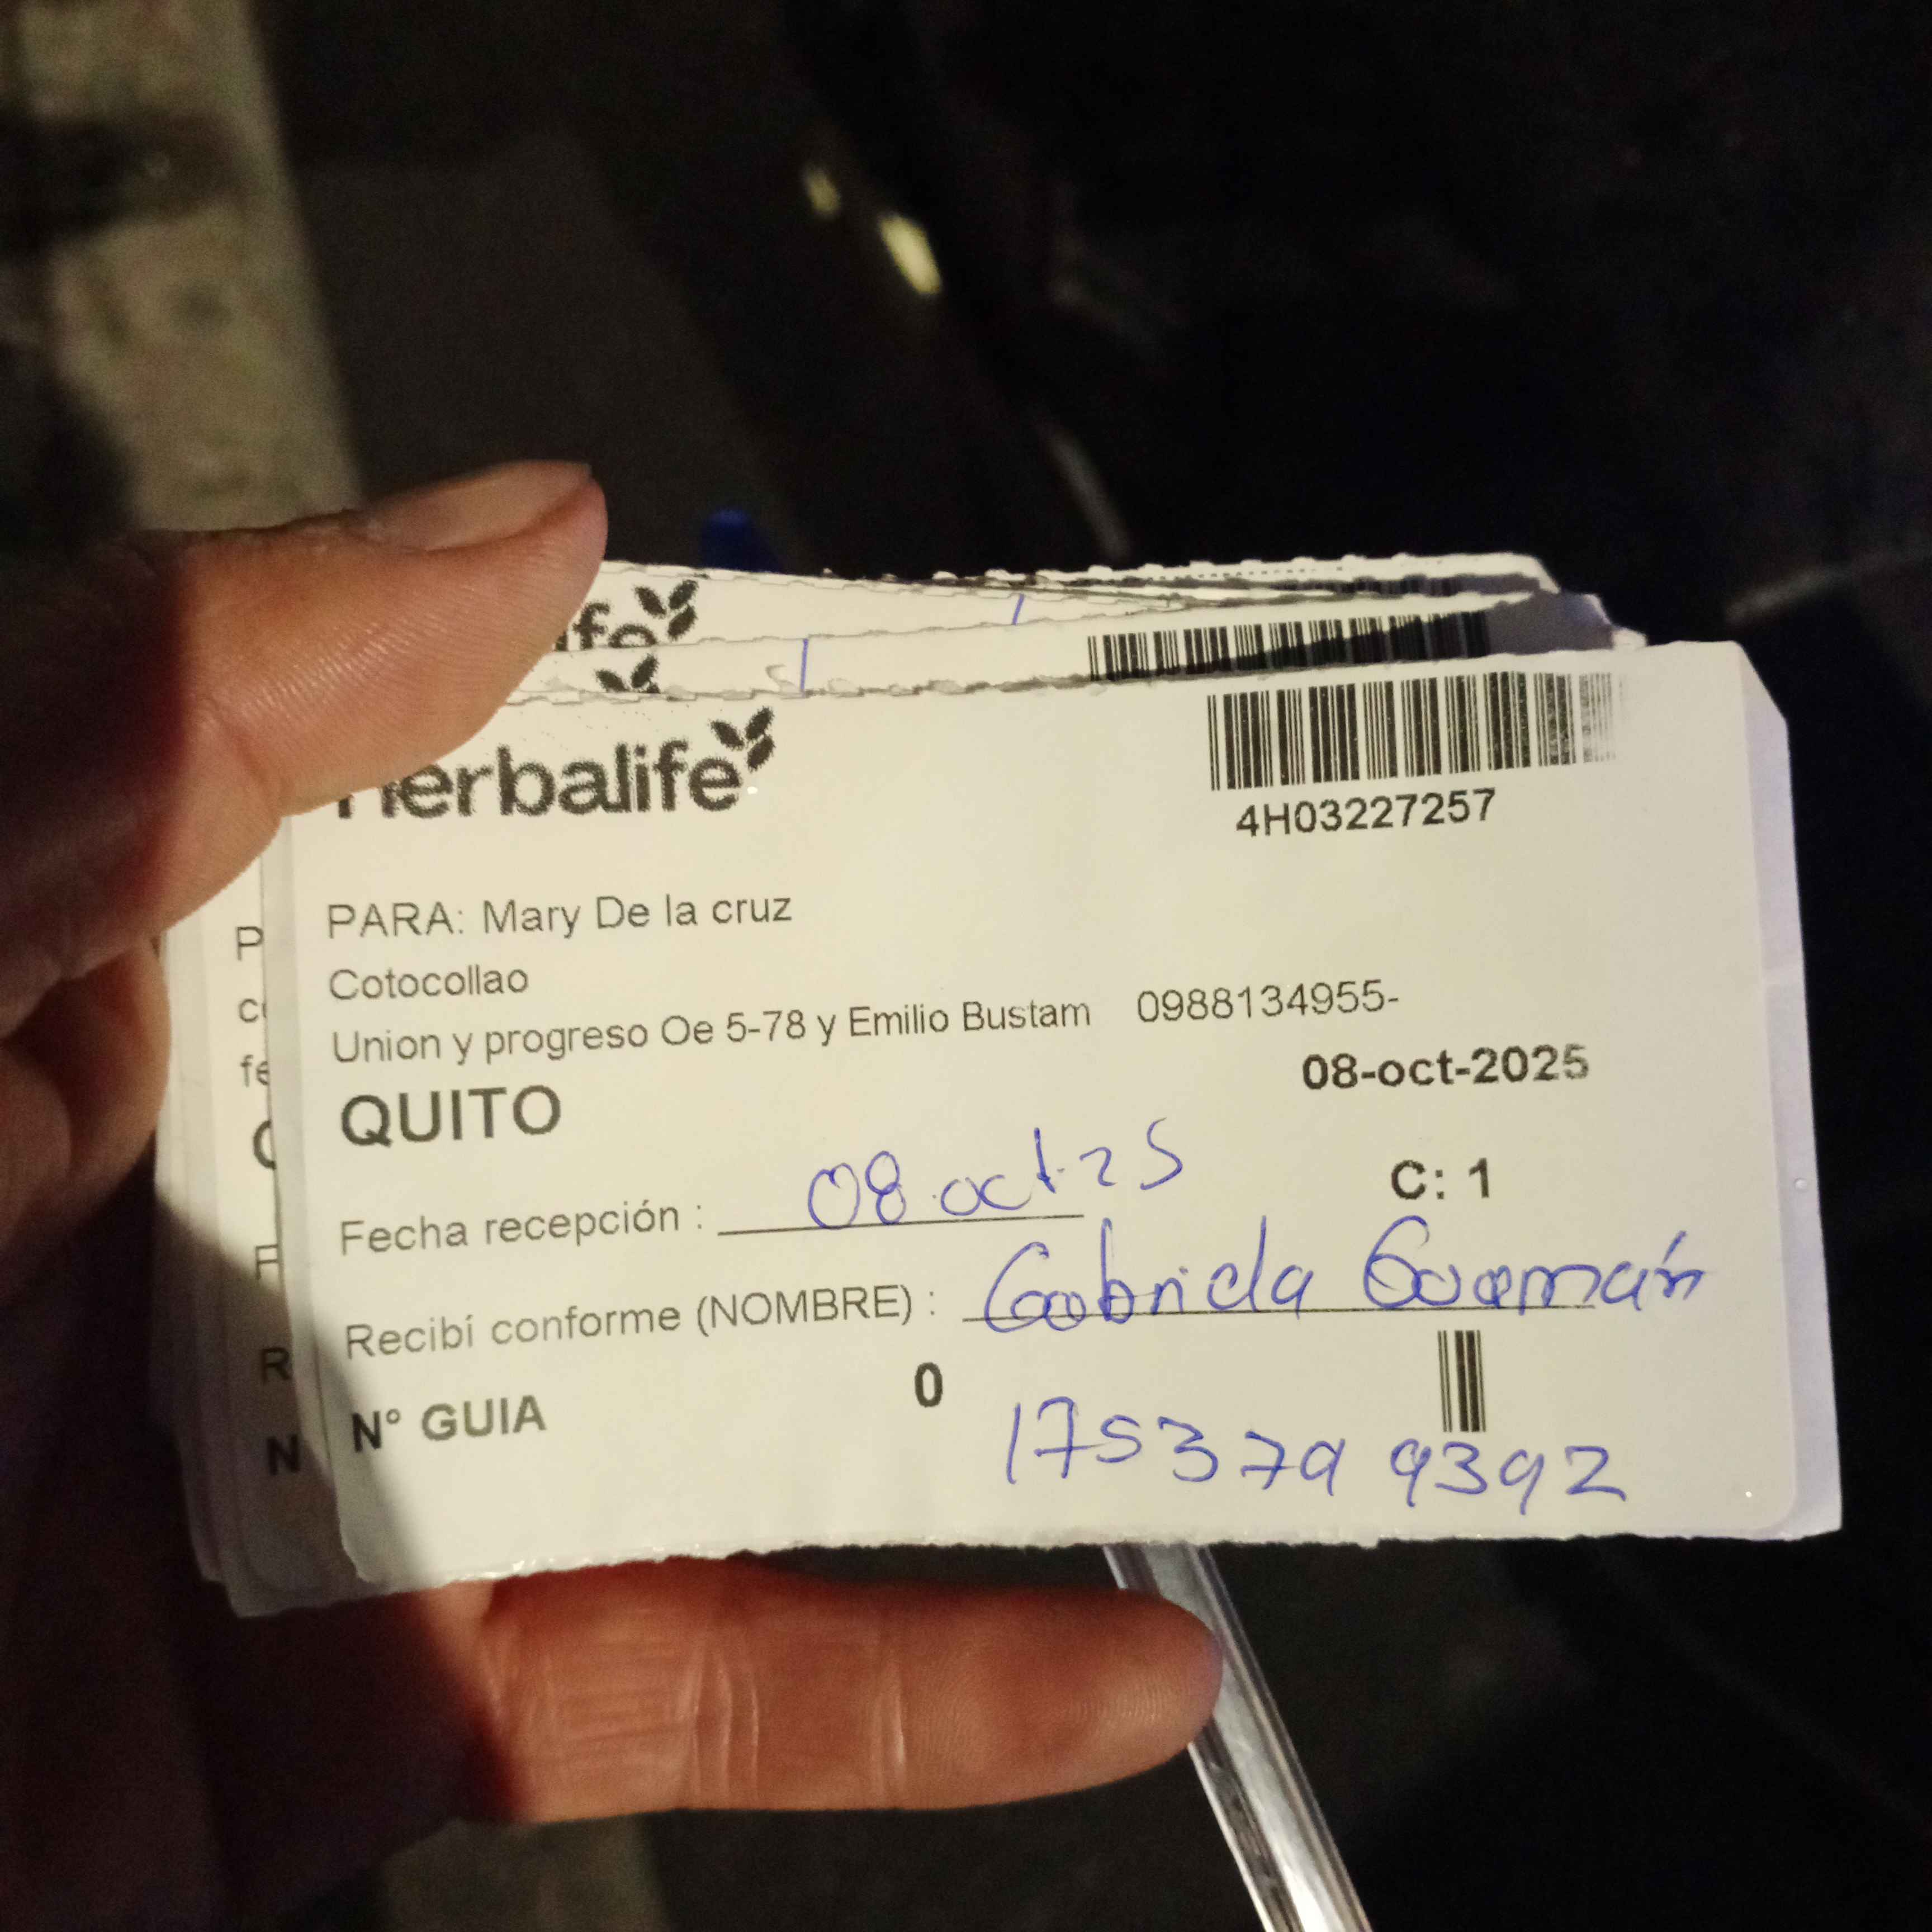 Herbalife
4H03227257
PARA: Mary De la cruz
Cotocollao
Union y progreso Oe 5-78 y Emilio Bustam 0988134955-
08-oct-2025
QUITO
Fecha recepción : 08 oct 25
C: 1
Recibí conforme (NOMBRE) : Gabriela Guzmán
Nº GUIA 0
1753799392